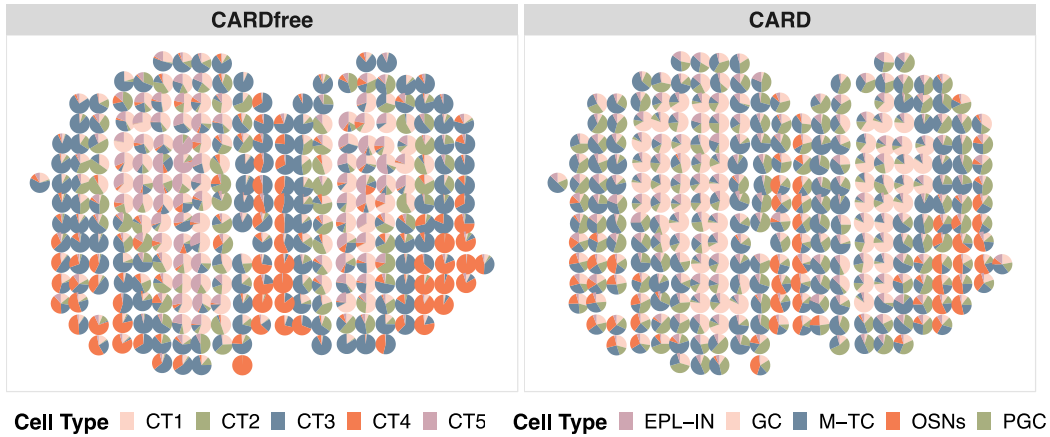 CARDfree
CARD
Cell Type CT1 CT2 CT3 CT4 CT5
Cell Type EPL–IN GC M–TC OSNs PGC